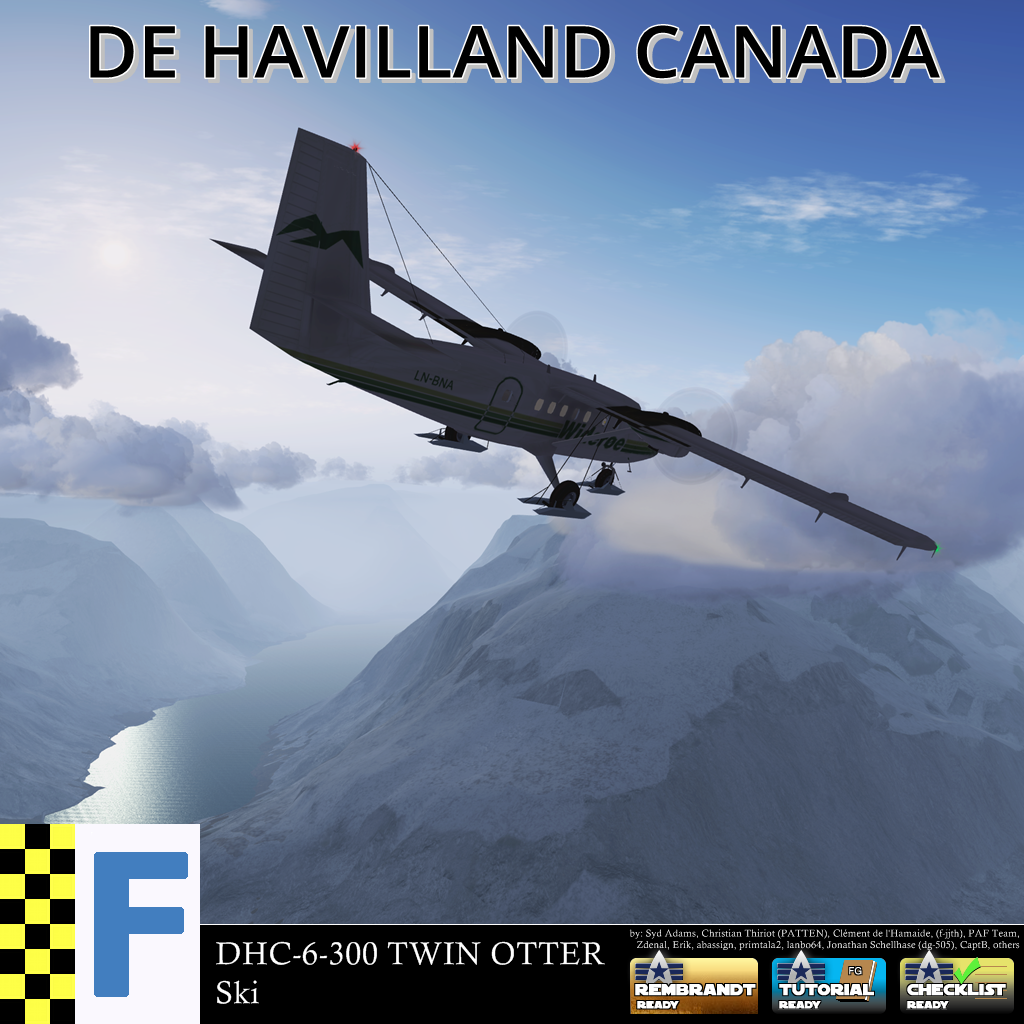 DE HAVILLAND CANADA
LN-BNA
Widerøe
F
DHC-6-300 TWIN OTTER
Ski
by: Syd Adams, Christian Thiriot (PATTEN), Clément de l'Hamaide, (f-jjth), PAF Team,
Zdenal, Erik, abassign, primtala2, lanbo64, Jonathan Schellhase (dg-505), CaptB, others
REMBRANDT
READY
FG
TUTORIAL
READY
CHECKLIST
READY